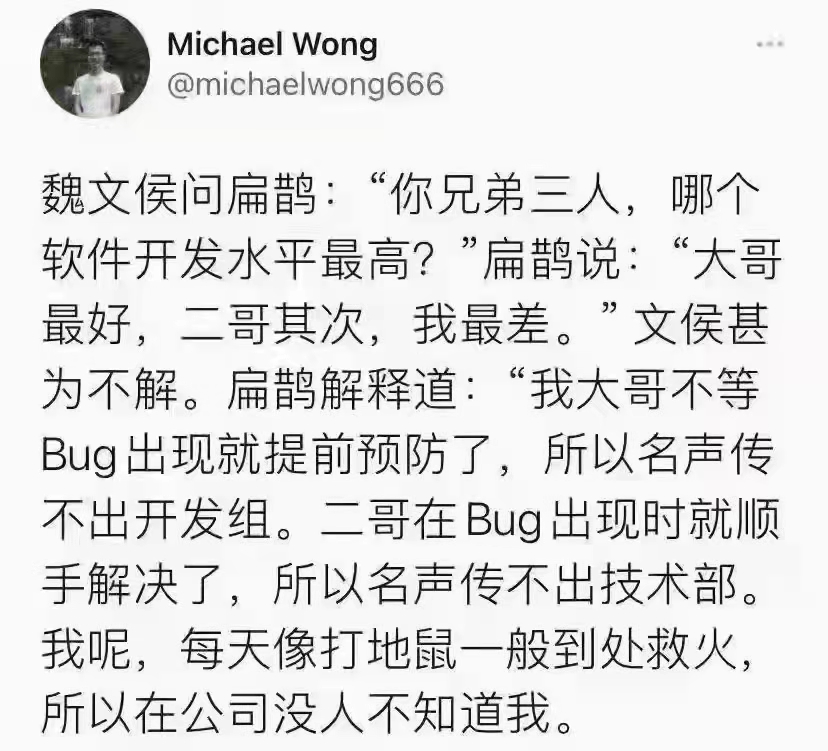 Michael Wong
@michaelwong666
魏文侯问扁鹊：“你兄弟三人，哪个
软件开发水平最高？”扁鹊说：“大哥
最好，二哥其次，我最差。” 文侯甚
为不解。扁鹊解释道：“我大哥不等
Bug出现就提前预防了，所以名声传
不出开发组。二哥在Bug出现时就顺
手解决了，所以名声传不出技术部。
我呢，每天像打地鼠一般到处救火，
所以在公司没人不知道我。